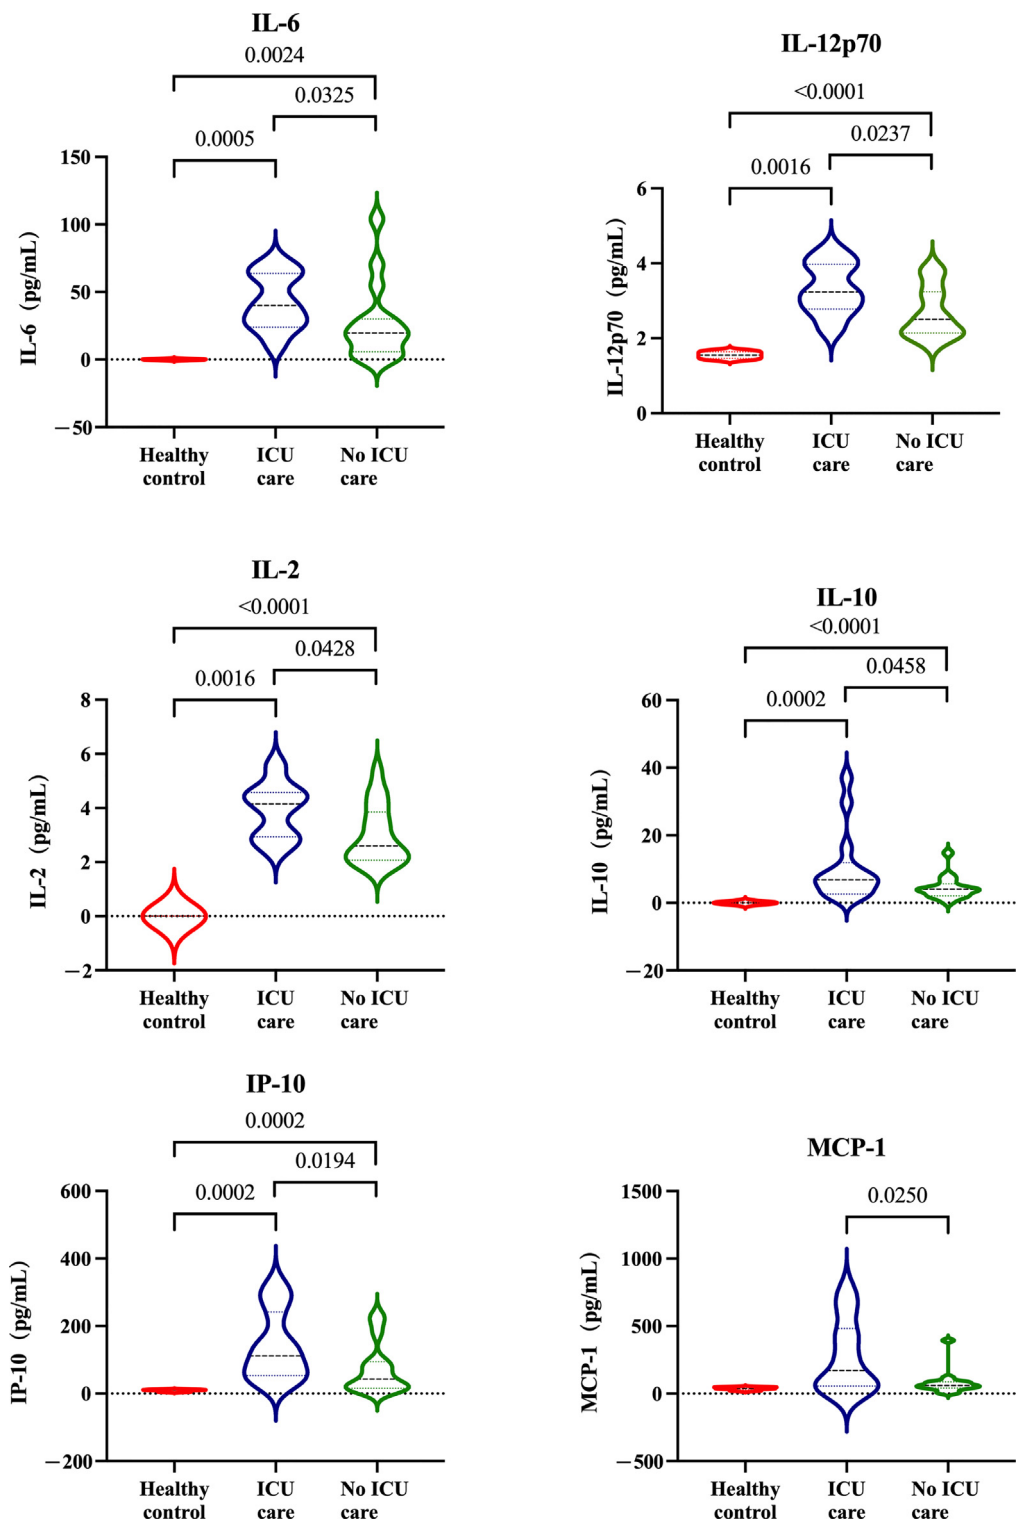 IL-6
0.0024
0.0325
0.0005
150
100
50
0
−50
IL-6 (pg/mL)
Healthy control
ICU care
No ICU care
IL-12p70
<0.0001
0.0237
0.0016
6
4
2
0
IL-12p70 (pg/mL)
Healthy control
ICU care
No ICU care
IL-2
<0.0001
0.0428
0.0016
8
6
4
2
0
−2
IL-2 (pg/mL)
Healthy control
ICU care
No ICU care
IL-10
<0.0001
0.0458
0.0002
60
40
20
0
−20
IL-10 (pg/mL)
Healthy control
ICU care
No ICU care
IP-10
0.0002
0.0194
0.0002
600
400
200
0
−200
IP-10 (pg/mL)
Healthy control
ICU care
No ICU care
MCP-1
0.0250
1500
1000
500
0
−500
MCP-1 (pg/mL)
Healthy control
ICU care
No ICU care